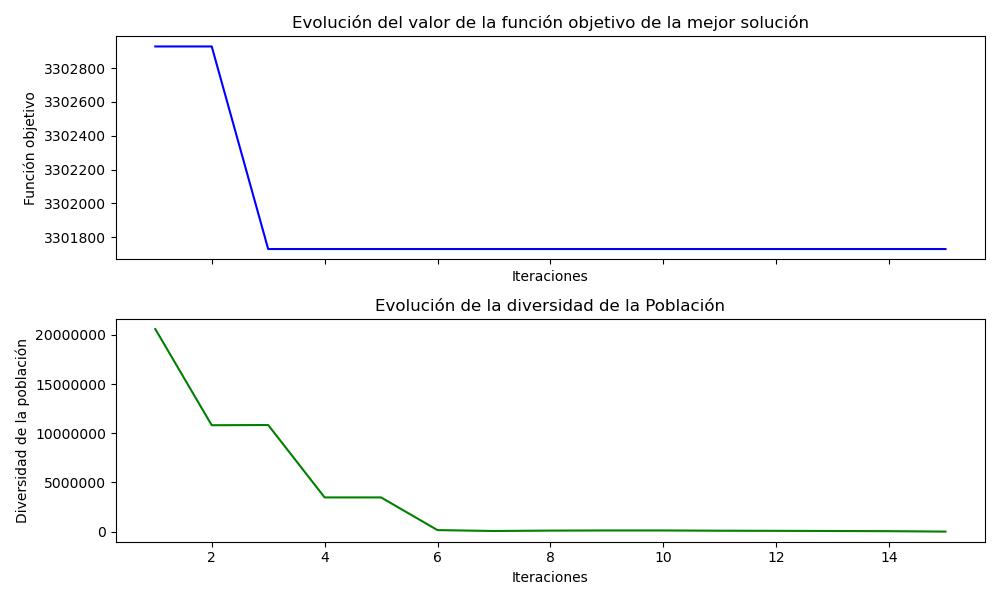 Evolución del valor de la función objetivo de la mejor solución
Función objetivo
3302800
3302600
3302400
3302200
3302000
3301800
Iteraciones
Evolución de la diversidad de la Población
Diversidad de la población
20000000
15000000
10000000
5000000
0
2 4 6 8 10 12 14
Iteraciones